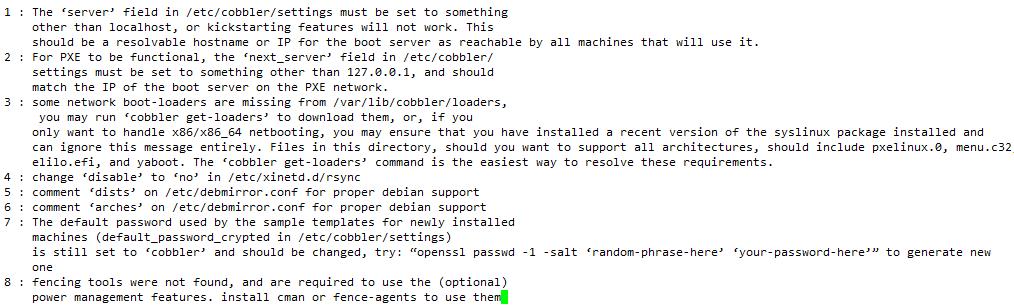 1 : The ‘server’ field in /etc/cobbler/settings must be set to something
other than localhost, or kickstarting features will not work. This
should be a resolvable hostname or IP for the boot server as reachable by all machines that will use it.
2 : For PXE to be functional, the ‘next_server’ field in /etc/cobbler/
settings must be set to something other than 127.0.0.1, and should
match the IP of the boot server on the PXE network.
3 : some network boot-loaders are missing from /var/lib/cobbler/loaders,
you may run ‘cobbler get-loaders’ to download them, or, if you
only want to handle x86/x86_64 netbooting, you may ensure that you have installed a recent version of the syslinux package installed and
can ignore this message entirely. Files in this directory, should you want to support all architectures, should include pxelinux.0, menu.c32
elilo.efi, and yaboot. The ‘cobbler get-loaders’ command is the easiest way to resolve these requirements.
4 : change ‘disable’ to ‘no’ in /etc/xinetd.d/rsync
5 : comment ‘dists’ on /etc/debmirror.conf for proper debian support
6 : comment ‘arches’ on /etc/debmirror.conf for proper debian support
7 : The default password used by the sample templates for newly installed
machines (default_password_crypted in /etc/cobbler/settings)
is still set to ‘cobbler’ and should be changed, try: “openssl passwd -1 -salt ‘random-phrase-here’ ‘your-password-here’” to generate new
one
8 : fencing tools were not found, and are required to use the (optional)
power management features. install cman or fence-agents to use them